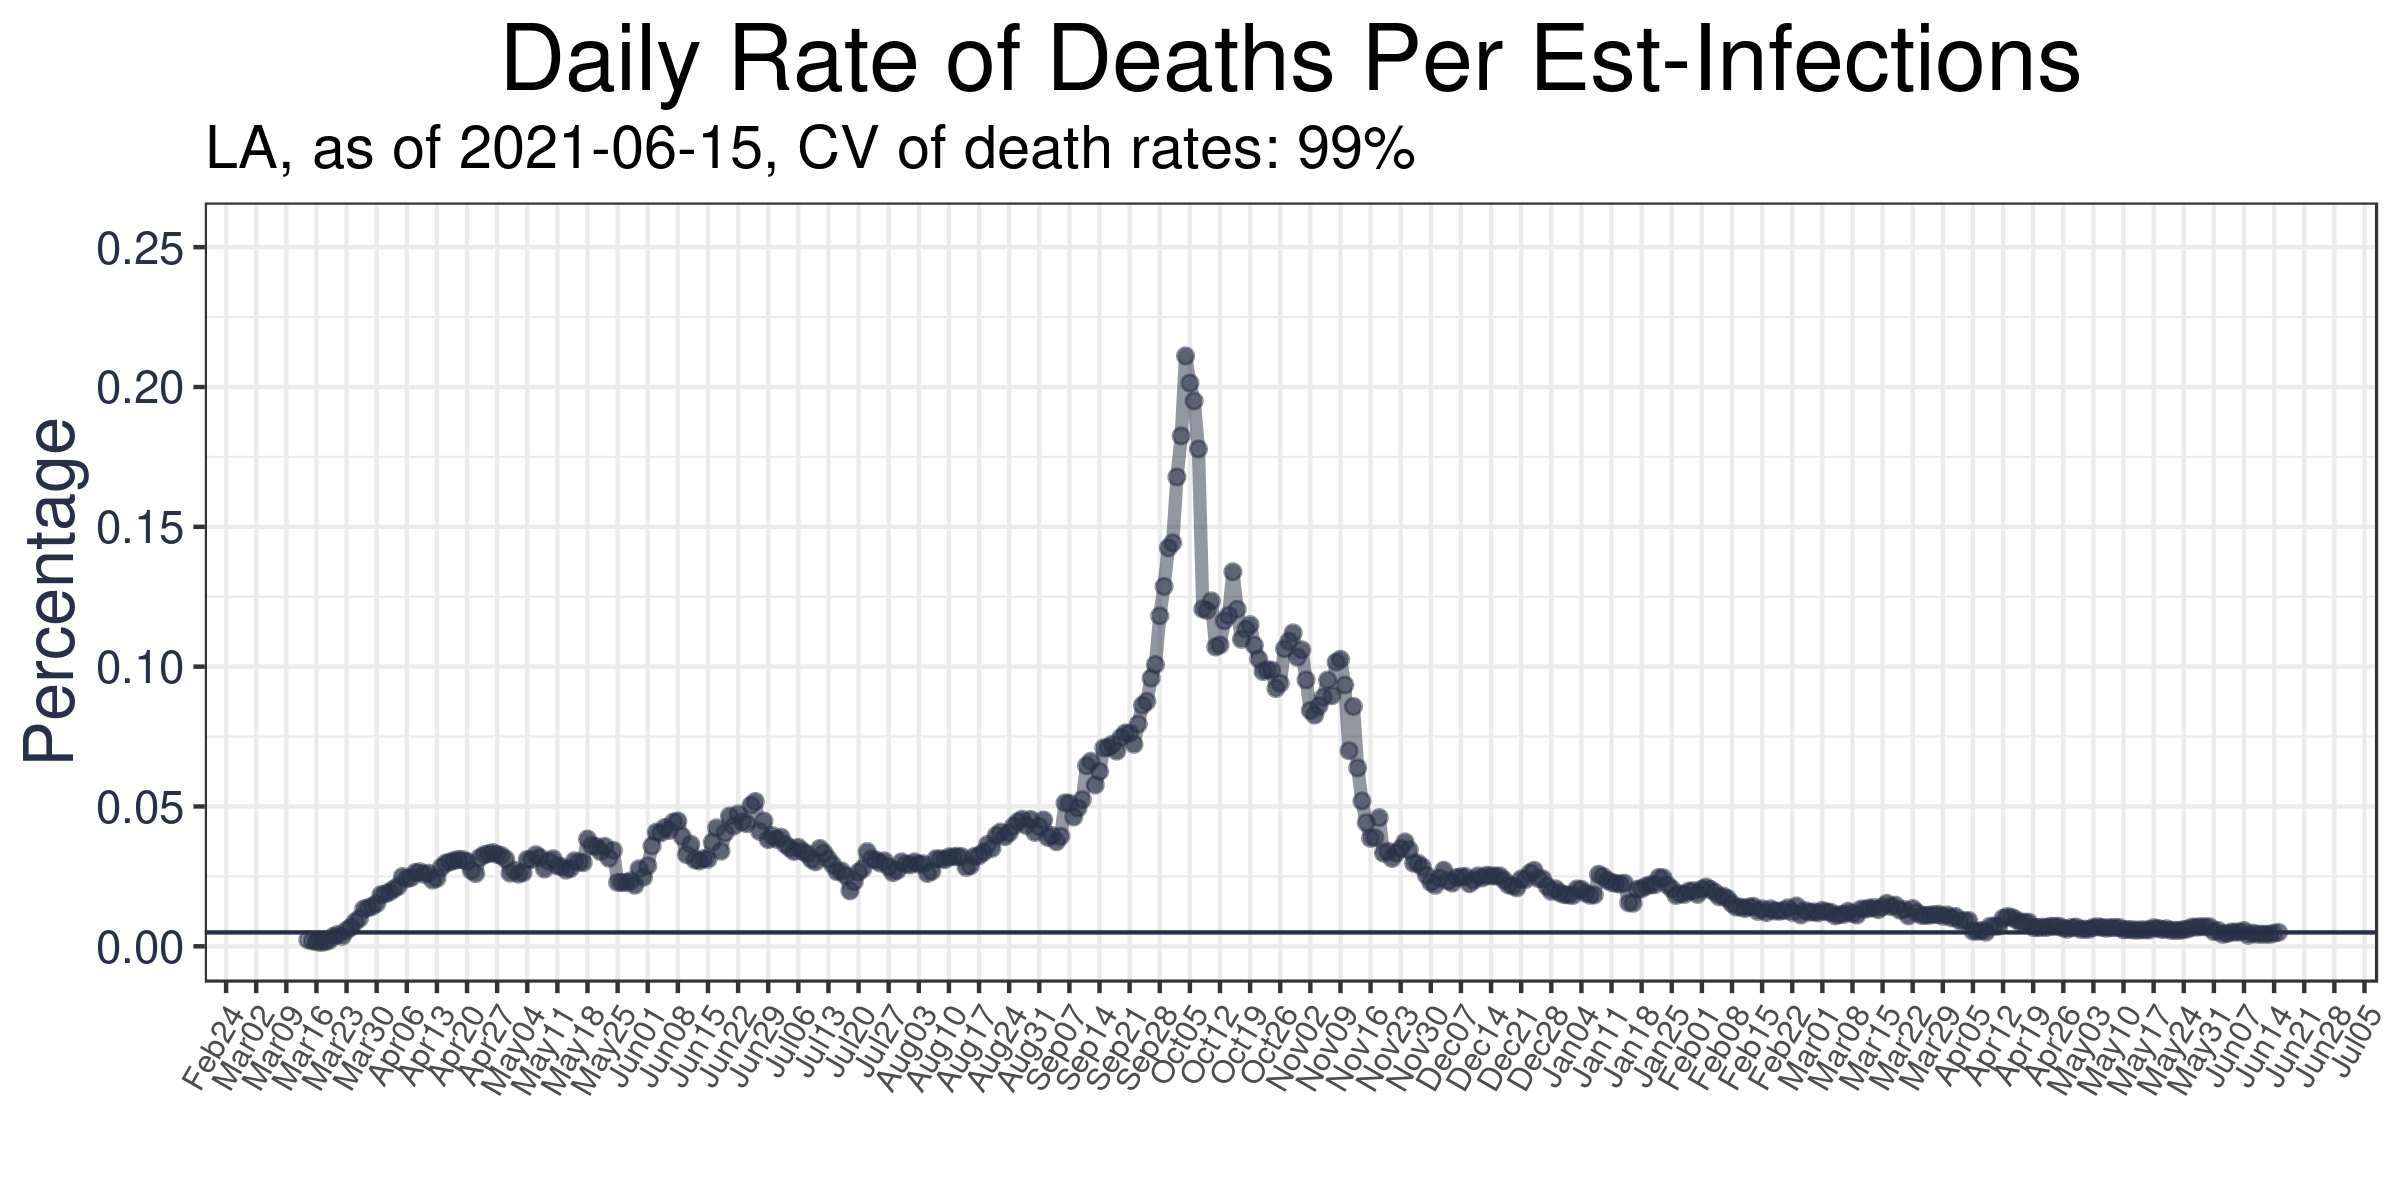 Daily Rate of Deaths Per Est-Infections
LA, as of 2021-06-15, CV of death rates: 99%
Percentage
0.25
0.20
0.15
0.10
0.05
0.00
Feb24
Mar02
Mar09
Mar16
Mar23
Mar30
Apr06
Apr13
Apr20
Apr27
May04
May11
May18
May25
Jun01
Jun08
Jun15
Jun22
Jun29
Jul06
Jul13
Jul20
Jul27
Aug03
Aug10
Aug17
Aug24
Aug31
Sep07
Sep14
Sep21
Sep28
Oct05
Oct12
Oct19
Oct26
Nov02
Nov09
Nov16
Nov23
Nov30
Dec07
Dec14
Dec21
Dec28
Jan04
Jan11
Jan18
Jan25
Feb01
Feb08
Feb15
Feb22
Mar01
Mar08
Mar15
Mar22
Mar29
Apr05
Apr12
Apr19
Apr26
May03
May10
May17
May24
May31
Jun07
Jun14
Jun21
Jun28
Jul05